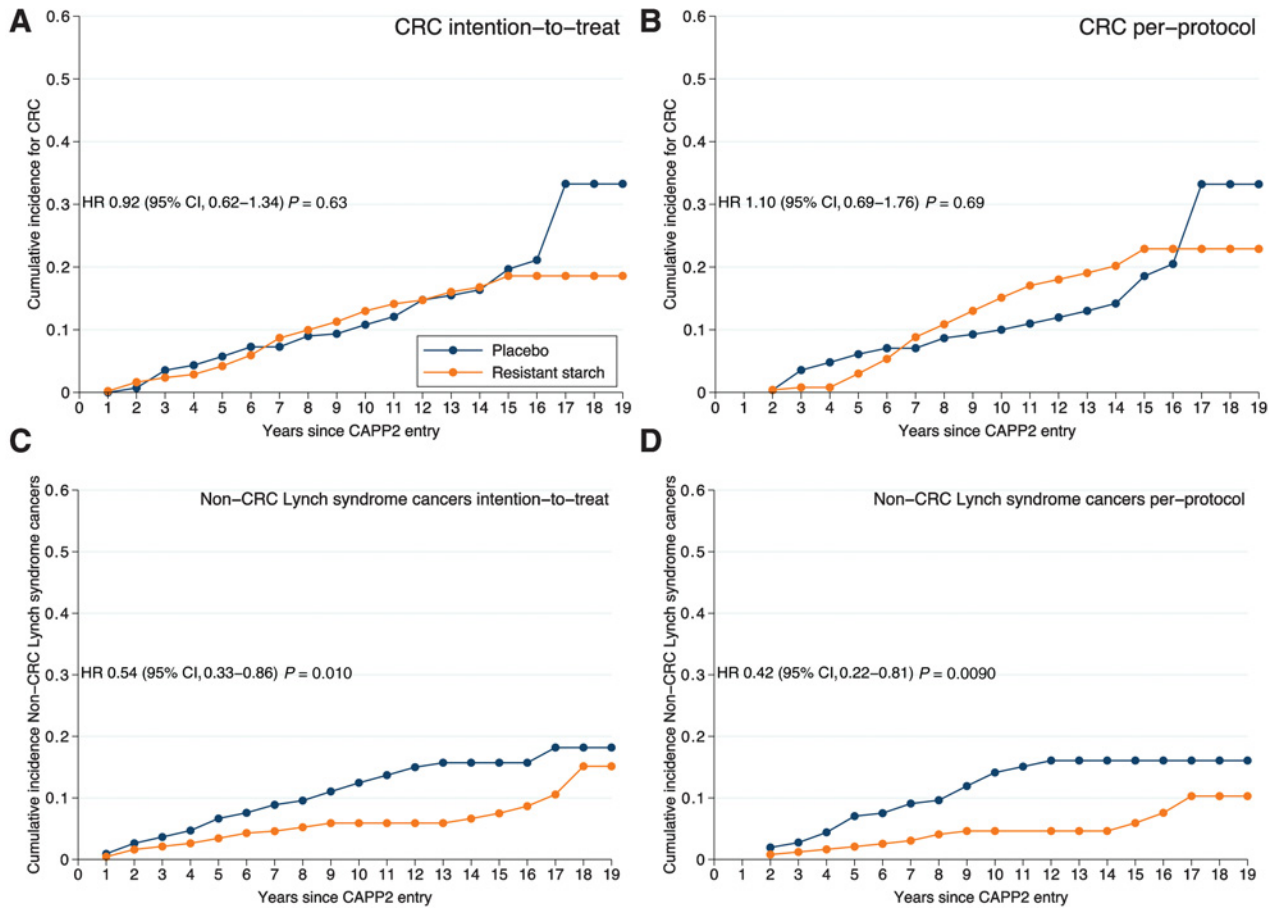 A
CRC intention–to–treat
Cumulative incidence for CRC
0.6
0.5
0.4
0.3
0.2
0.1
0
HR 0.92 (95% CI, 0.62–1.34) P = 0.63
Placebo
Resistant starch
0 1 2 3 4 5 6 7 8 9 10 11 12 13 14 15 16 17 18 19
Years since CAPP2 entry
B
CRC per–protocol
Cumulative incidence for CRC
0.6
0.5
0.4
0.3
0.2
0.1
0
HR 1.10 (95% CI, 0.69–1.76) P = 0.69
0 1 2 3 4 5 6 7 8 9 10 11 12 13 14 15 16 17 18 19
Years since CAPP2 entry
C
Non–CRC Lynch syndrome cancers intention–to–treat
Cumulative incidence Non–CRC Lynch syndrome cancers
0.6
0.5
0.4
0.3
0.2
0.1
0
HR 0.54 (95% CI, 0.33–0.86) P = 0.010
0 1 2 3 4 5 6 7 8 9 10 11 12 13 14 15 16 17 18 19
Years since CAPP2 entry
D
Non–CRC Lynch syndrome cancers per–protocol
Cumulative incidence Non–CRC Lynch syndrome cancers
0.6
0.5
0.4
0.3
0.2
0.1
0
HR 0.42 (95% CI, 0.22–0.81) P = 0.0090
0 1 2 3 4 5 6 7 8 9 10 11 12 13 14 15 16 17 18 19
Years since CAPP2 entry